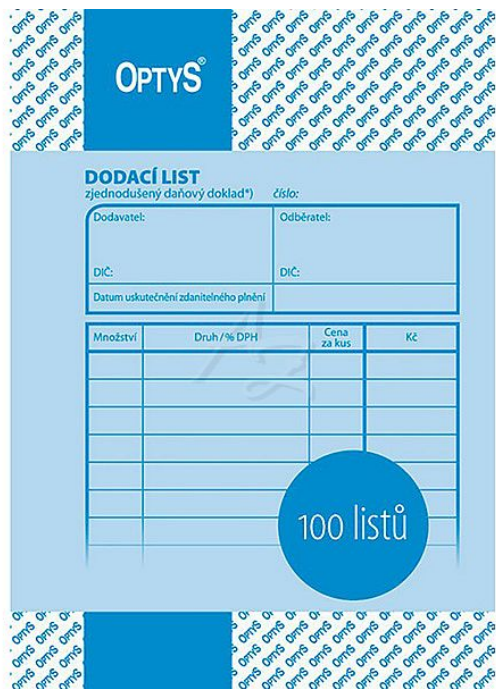 OPTYS®
DODACÍ LIST
zjednodušený daňový doklad*) číslo:
Dodavatel: Odběratel:
DIČ: DIČ:
Datum uskutečnění zdanitelného plnění
Množství Druh / % DPH Cena za kus Kč
100 listů